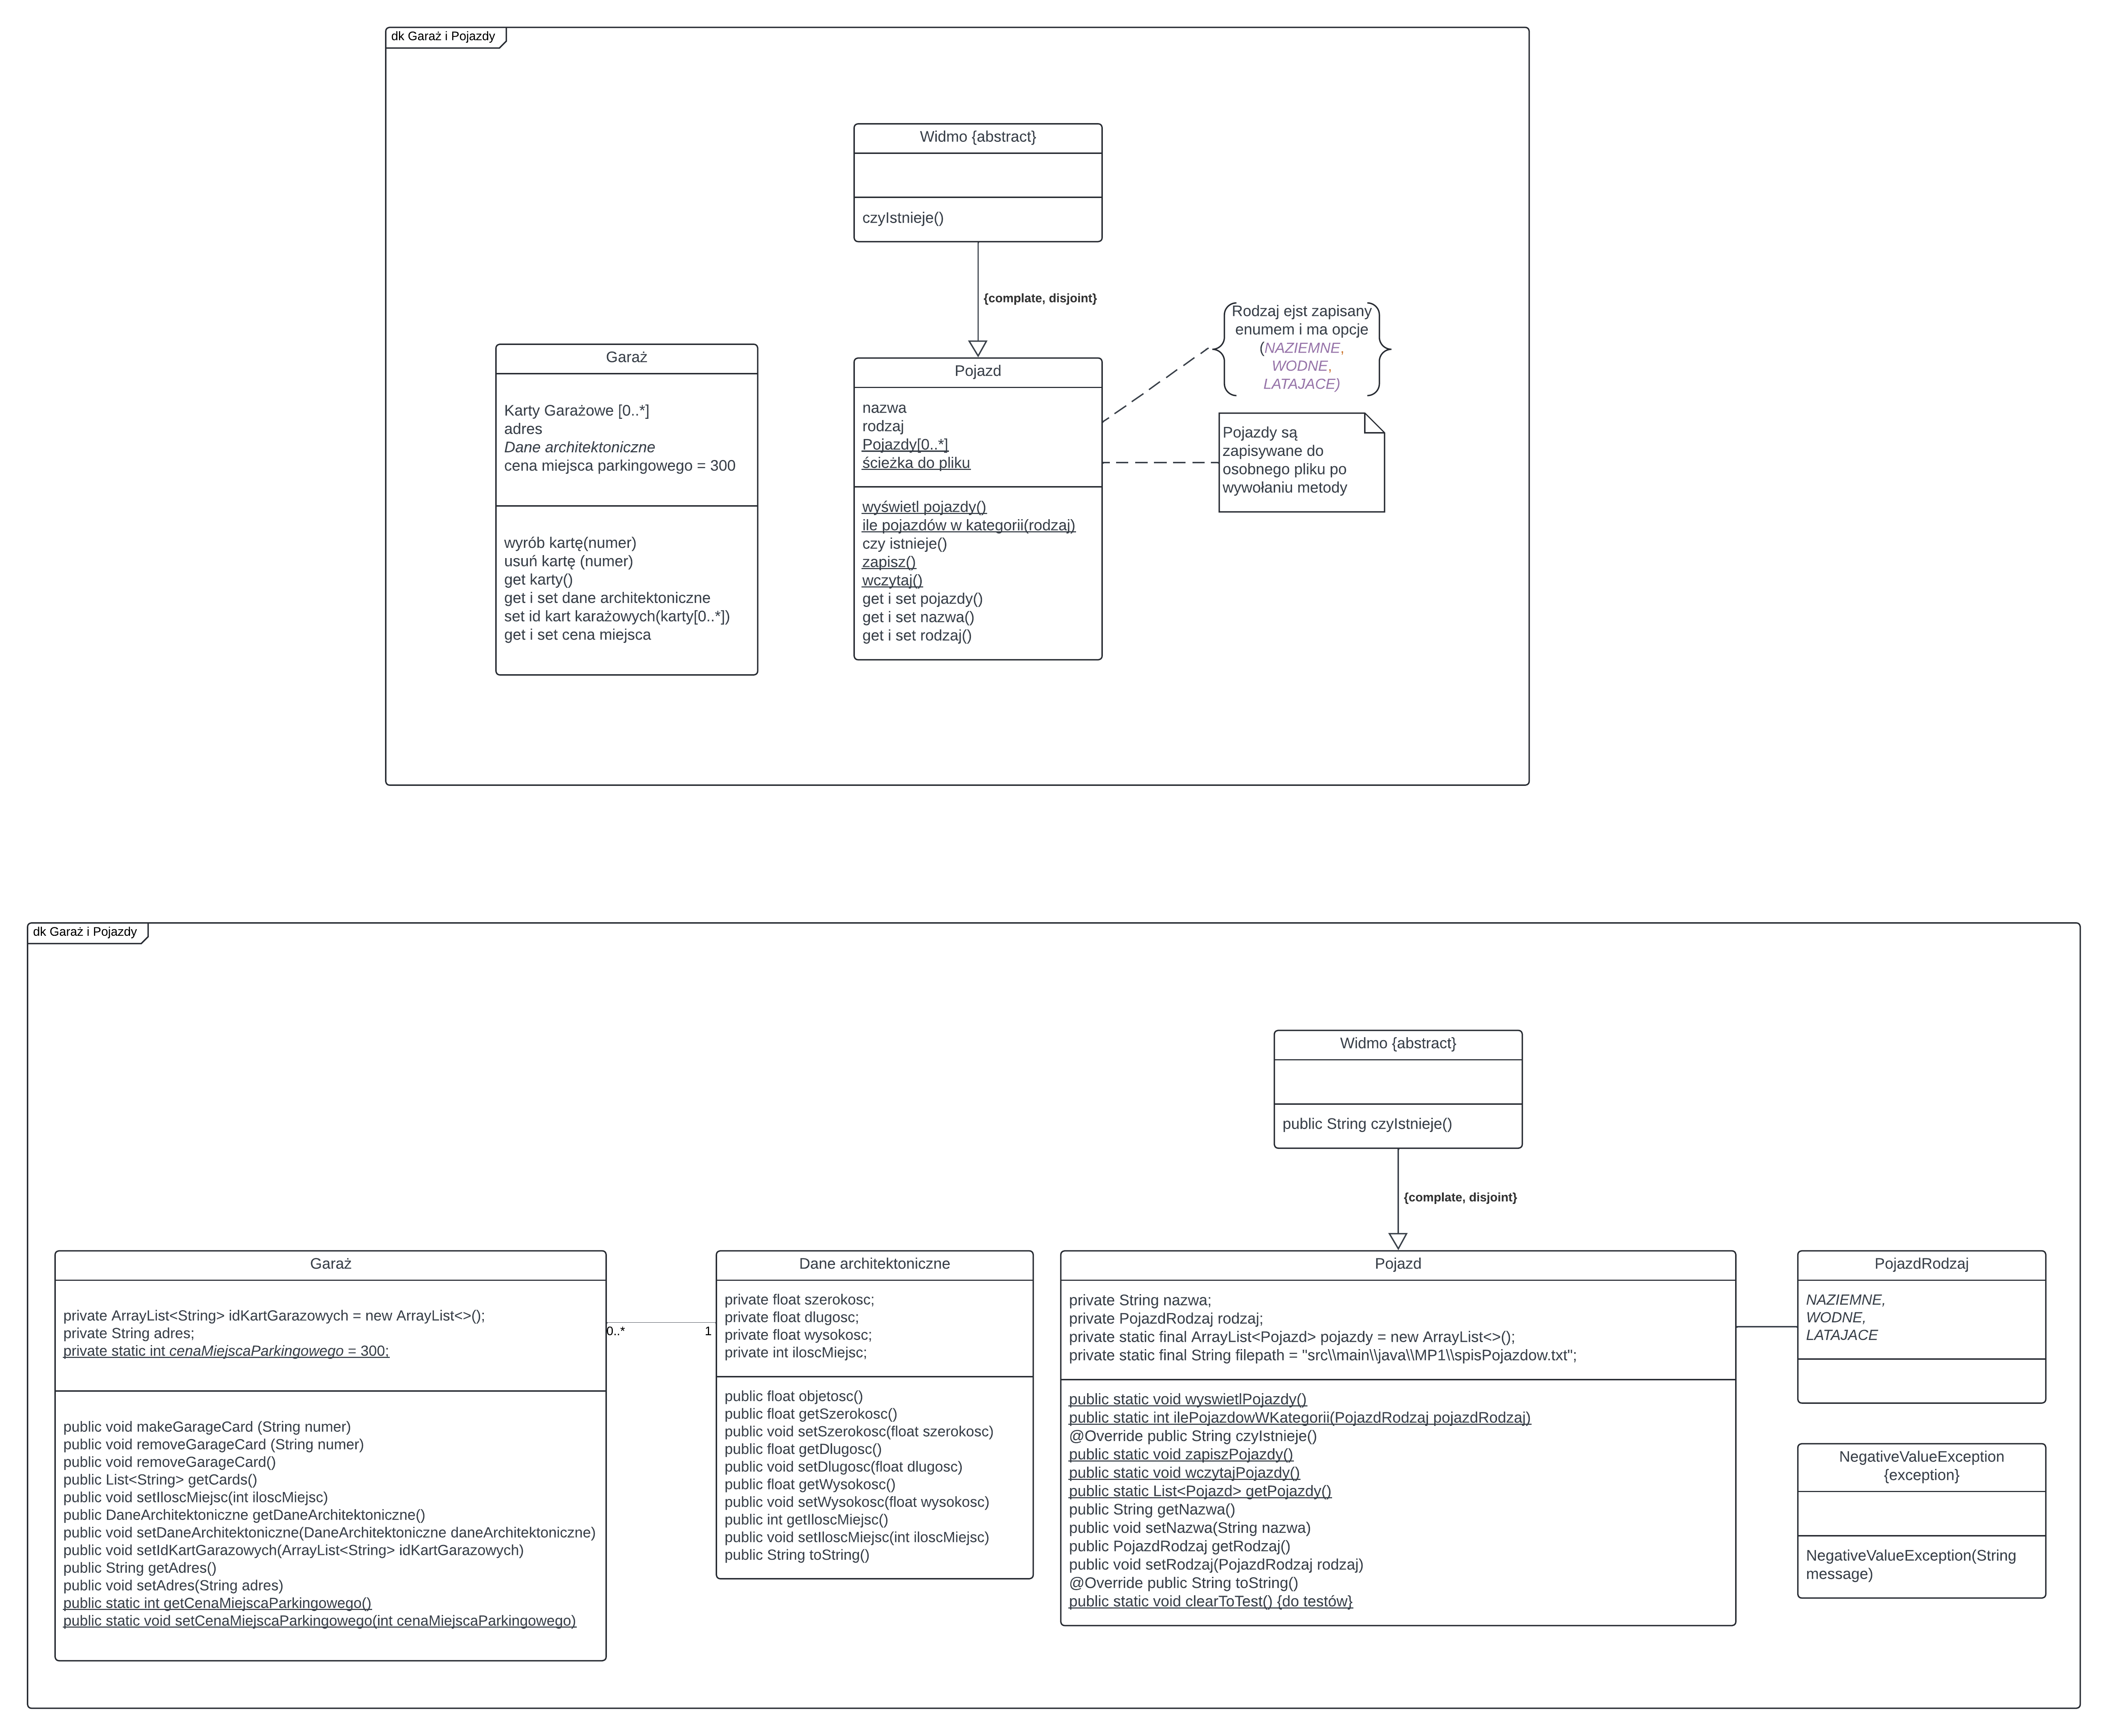 dk Garaż i Pojazdy
Widmo {abstract}
czyIstnieje()
{complate, disjoint}
Garaż
Karty Garażowe [0..*]
adres
Dane architektoniczne
cena miejsca parkingowego = 300
wyrób kartę(numer)
usuń kartę (numer)
get karty()
get i set dane architektoniczne
set id kart karażowych(karty[0..*])
get i set cena miejsca
Pojazd
nazwa
rodzaj
Pojazdy[0..*]
ścieżka do pliku
wyświetl pojazdy()
ile pojazdów w kategorii(rodzaj)
czy istnieje()
zapisz()
wczytaj()
get i set pojazdy()
get i set nazwa()
get i set rodzaj()
Rodzaj ejst zapisany
enumem i ma opcje
(NAZIEMNE,
WODNE,
LATAJACE)
Pojazdy są
zapisywane do
osobnego pliku po
wywołaniu metody
dk Garaż i Pojazdy
Widmo {abstract}
public String czyIstnieje()
{complate, disjoint}
Garaż
private ArrayList<String> idKartGarazowych = new ArrayList<>();
private String adres;
private static int cenaMiejscaParkingowego = 300;
public void makeGarageCard (String numer)
public void removeGarageCard (String numer)
public void removeGarageCard()
public List<String> getCards()
public void setIloscMiejsc(int iloscMiejsc)
public DaneArchitektoniczne getDaneArchitektoniczne()
public void setDaneArchitektoniczne(DaneArchitektoniczne daneArchitektoniczne)
public void setIdKartGarazowych(ArrayList<String> idKartGarazowych)
public String getAdres()
public void setAdres(String adres)
public static int getCenaMiejscaParkingowego()
public static void setCenaMiejscaParkingowego(int cenaMiejscaParkingowego)
0..*
1
Dane architektoniczne
private float szerokosc;
private float dlugosc;
private float wysokosc;
private int iloscMiejsc;
public float objetosc()
public float getSzerokosc()
public void setSzerokosc(float szerokosc)
public float getDlugosc()
public void setDlugosc(float dlugosc)
public float getWysokosc()
public void setWysokosc(float wysokosc)
public int getIloscMiejsc()
public void setIloscMiejsc(int iloscMiejsc)
public String toString()
Pojazd
private String nazwa;
private PojazdRodzaj rodzaj;
private static final ArrayList<Pojazd> pojazdy = new ArrayList<>();
private static final String filepath = "src\\main\\java\\MP1\\spisPojazdow.txt";
public static void wyswietlPojazdy()
public static int ilePojazdowWKategorii(PojazdRodzaj pojazdRodzaj)
@Override public String czyIstnieje()
public static void zapiszPojazdy()
public static void wczytajPojazdy()
public static List<Pojazd> getPojazdy()
public String getNazwa()
public void setNazwa(String nazwa)
public PojazdRodzaj getRodzaj()
public void setRodzaj(PojazdRodzaj rodzaj)
@Override public String toString()
public static void clearToTest() {do testów}
PojazdRodzaj
NAZIEMNE,
WODNE,
LATAJACE
NegativeValueException
{exception}
NegativeValueException(String
message)